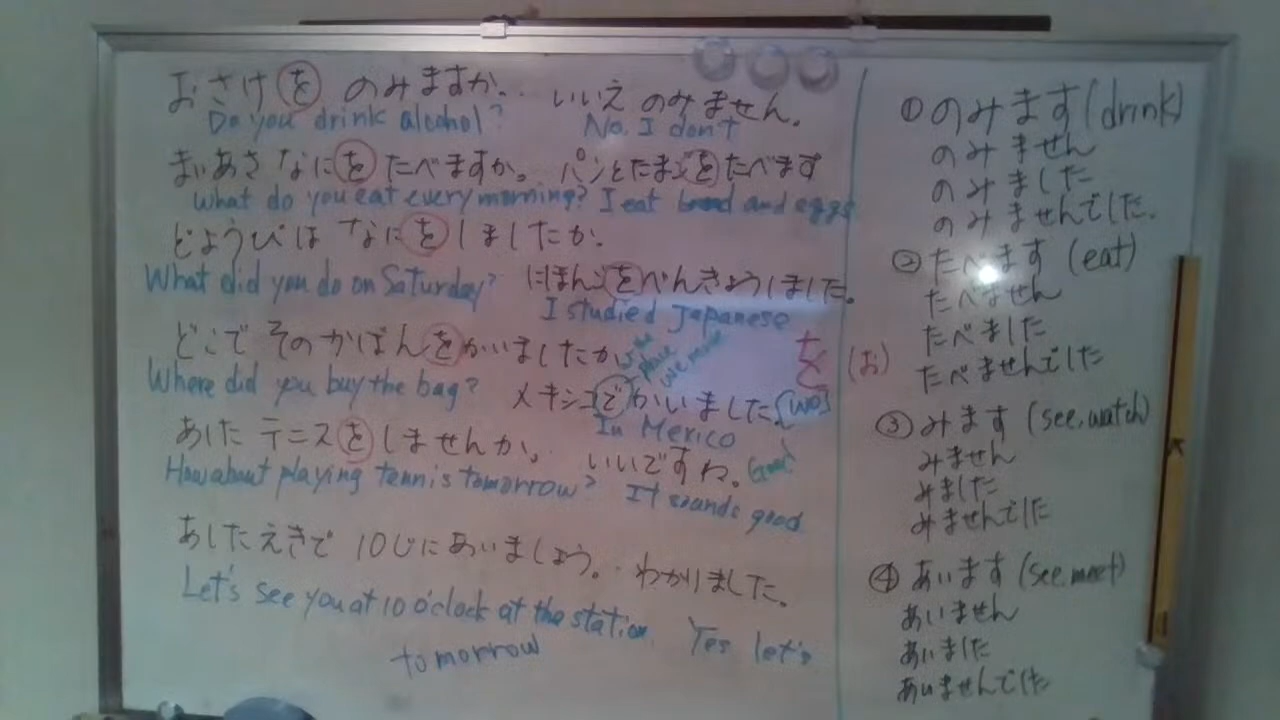 おさけを のみますか。 いいえ のみません。
Do you drink alcohol? No. I don't
まいあさ なにを たべますか。 パンとたまごをたべます
What do you eat every morning? I eat bread and eggs
どようびは なにを しましたか。
にほんごをべんきょうしました。
What did you do on Saturday?
I studied Japanese
どこで そのかばんをかいましたか。
the place we meet
Where did you buy the bag?
メキシコで かいました。
In Mexico
を (お)
[wo]
あした テニスを しませんか。 いいですね。
Good
How about playing tennis tomorrow? It sounds good
あしたえきで 10じに あいましょう。 わかりました。
Let's see you at 10 o'clock at the station Yes let's
tomorrow
① のみます (drink)
のみません
のみました
のみませんでした.
② たべます (eat)
たべません
たべました
たべませんでした
③ みます (see, watch)
みません
みました
みませんでした
④ あいます (see, meet)
あいません
あいました
あいませんでした